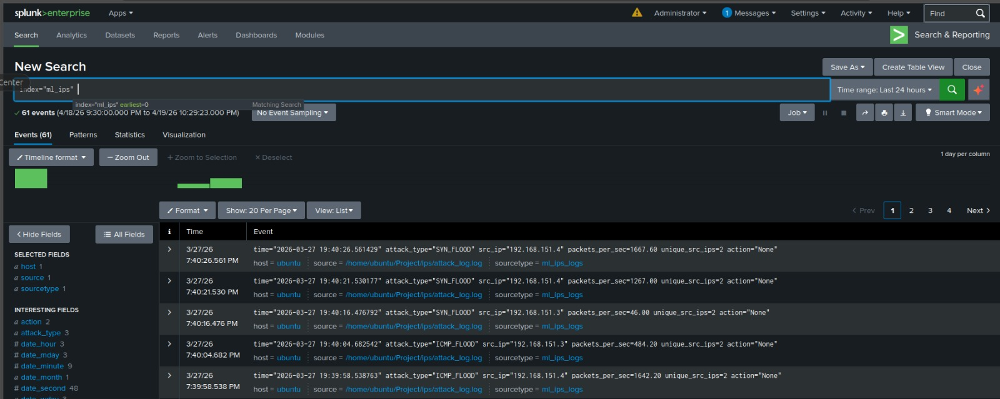 splunk>enterprise Apps Administrator 1 Messages Settings Activity Help Find
Search Analytics Datasets Reports Alerts Dashboards Modules Search & Reporting
New Search Save As Create Table View Close
Center
index="ml_ips" Time range: Last 24 hours
index="ml_ips" earliest=0 Matching Search
61 events (4/18/26 9:30:00.000 PM to 4/19/26 10:29:23.000 PM) No Event Sampling Job Smart Mode
Events (61) Patterns Statistics Visualization
Timeline format — Zoom Out + Zoom to Selection × Deselect 1 day per column
Format Show: 20 Per Page View: List < Prev 1 2 3 4 Next >
< Hide Fields All Fields
SELECTED FIELDS
a host 1
a source 1
a sourcetype 1
INTERESTING FIELDS
a action 2
a attack_type 3
# date_hour 3
# date_mday 3
# date_minute 9
a date_month 1
# date_second 48
a date_wday 3
i Time Event
> 3/27/26 7:40:26.561 PM
time="2026-03-27 19:40:26.561429" attack_type="SYN_FLOOD" src_ip="192.168.151.4" packets_per_sec=1667.60 unique_src_ips=2 action="None"
host = ubuntu source = /home/ubuntu/Project/ips/attack_log.log sourcetype = ml_ips_logs
> 3/27/26 7:40:21.530 PM
time="2026-03-27 19:40:21.530177" attack_type="SYN_FLOOD" src_ip="192.168.151.4" packets_per_sec=1267.00 unique_src_ips=2 action="None"
host = ubuntu source = /home/ubuntu/Project/ips/attack_log.log sourcetype = ml_ips_logs
> 3/27/26 7:40:16.476 PM
time="2026-03-27 19:40:16.476792" attack_type="SYN_FLOOD" src_ip="192.168.151.3" packets_per_sec=46.00 unique_src_ips=2 action="None"
host = ubuntu source = /home/ubuntu/Project/ips/attack_log.log sourcetype = ml_ips_logs
> 3/27/26 7:40:04.682 PM
time="2026-03-27 19:40:04.682542" attack_type="ICMP_FLOOD" src_ip="192.168.151.3" packets_per_sec=484.20 unique_src_ips=2 action="None"
host = ubuntu source = /home/ubuntu/Project/ips/attack_log.log sourcetype = ml_ips_logs
> 3/27/26 7:39:58.538 PM
time="2026-03-27 19:39:58.538763" attack_type="ICMP_FLOOD" src_ip="192.168.151.4" packets_per_sec=1642.20 unique_src_ips=2 action="None"
host = ubuntu source = /home/ubuntu/Project/ips/attack_log.log sourcetype = ml_ips_logs